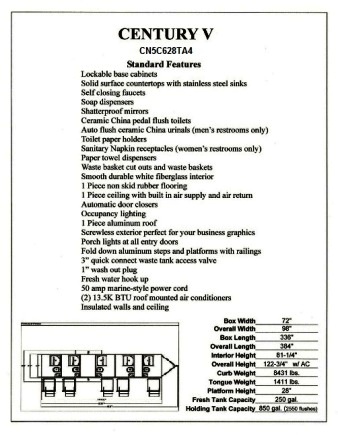 CENTURY V
CN5C628TA4
Standard Features
Lockable base cabinets
Solid surface countertops with stainless steel sinks
Self closing faucets
Soap dispensers
Shatterproof mirrors
Ceramic China pedal flush toilets
Auto flush ceramic China urinals (men's restrooms only)
Toilet paper holders
Sanitary Napkin receptacles (women's restrooms only)
Paper towel dispensers
Waste basket cut outs and waste baskets
Smooth durable white fiberglass interior
1 Piece non skid rubber flooring
1 Piece ceiling with built in air supply and air return
Automatic door closers
Occupancy lighting
1 Piece aluminum roof
Screwless exterior perfect for your business graphics
Porch lights at all entry doors
Fold down aluminum steps and platforms with railings
3" quick connect waste tank access valve
1" wash out plug
Fresh water hook up
50 amp marine-style power cord
(2) 13.5K BTU roof mounted air conditioners
Insulated walls and ceiling
Box Width 72"
Overall Width 98"
Box Length 336"
Overall Length 384"
Interior Height 81-1/4"
Overall Height 122-3/4" w/ AC
Curb Weight 8431 lbs.
Tongue Weight 1411 lbs.
Platform Height 28"
Fresh Tank Capacity 250 gal.
Holding Tank Capacity 850 gal. (2550 flushes)